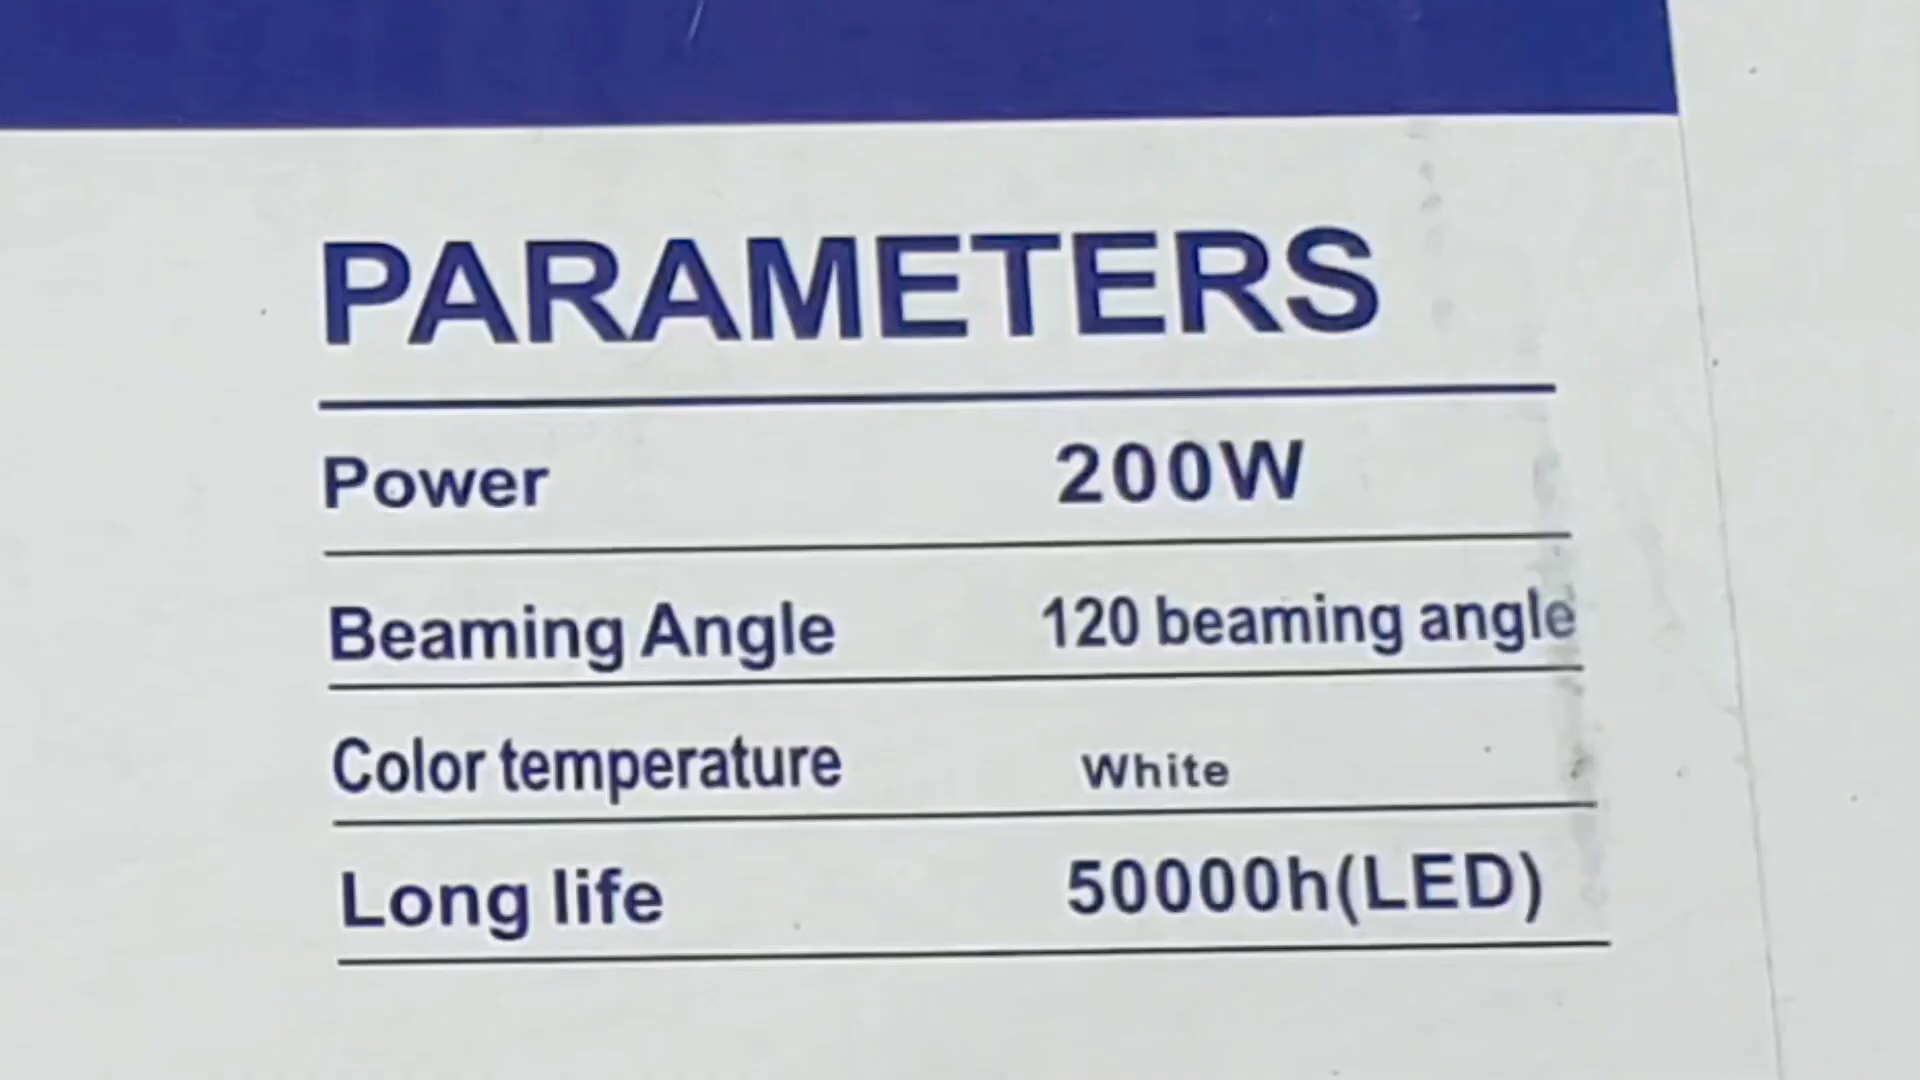 PARAMETERS
Power 200W
Beaming Angle 120 beaming angle
Color temperature White
Long life 50000h(LED)